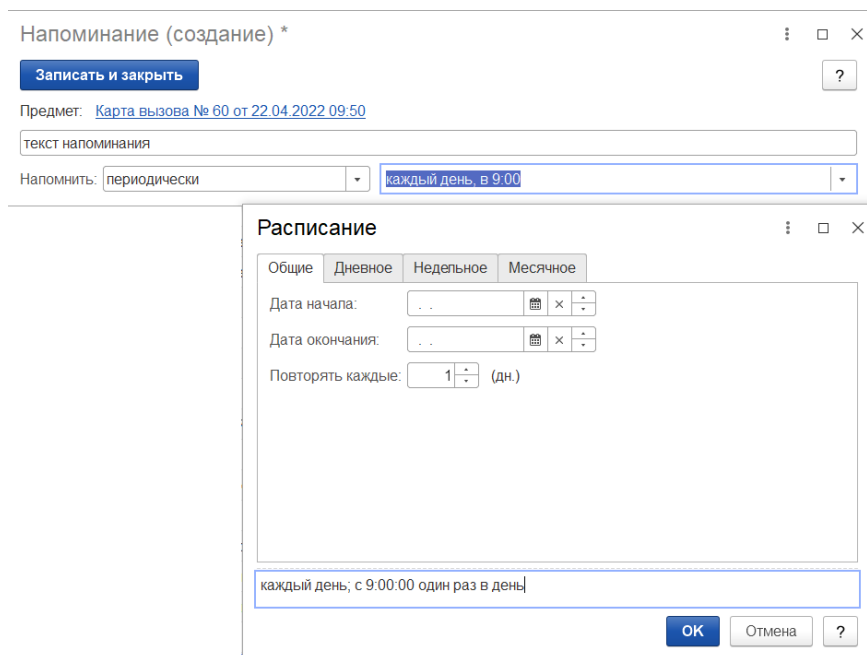 Напоминание (создание) *
Записать и закрыть
?
Предмет: Карта вызова № 60 от 22.04.2022 09:50
текст напоминания
Напомнить: периодически каждый день, в 9:00
Расписание
Общие Дневное Недельное Месячное
Дата начала: . .
Дата окончания: . .
Повторять каждые: 1 (дн.)
каждый день; с 9:00:00 один раз в день
OK Отмена ?